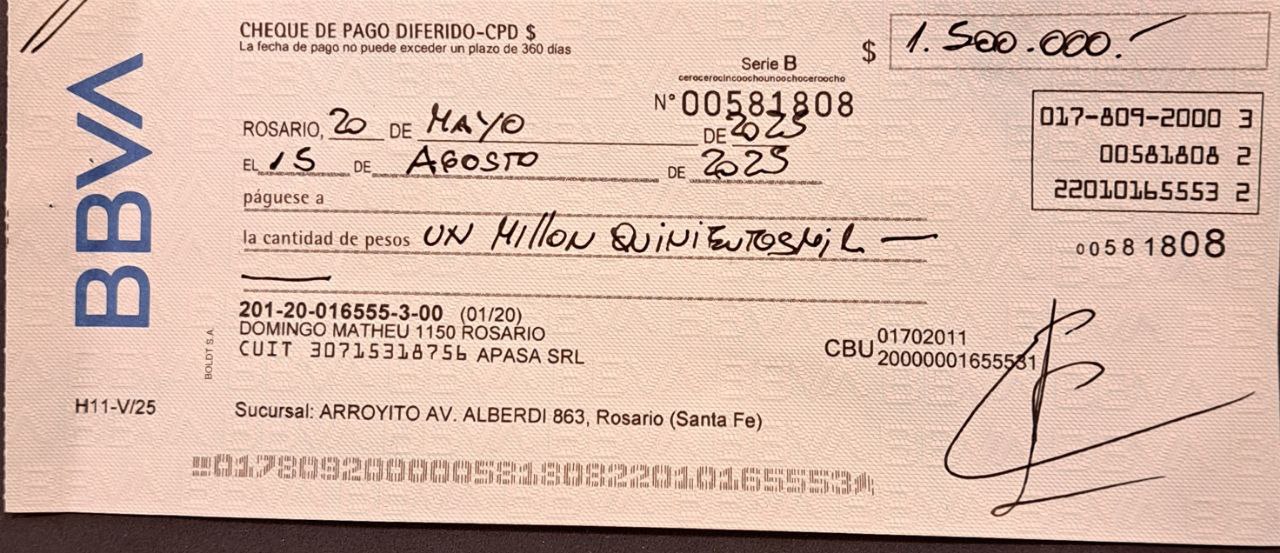 CHEQUE DE PAGO DIFERIDO-CPD $
La fecha de pago no puede exceder un plazo de 360 días
$ 1.500.000.-
Serie B
cerocerocincoochounoochoceroocho
N° 00581808
ROSARIO, 20 DE MAYO DE 2025
EL 15 DE AGOSTO DE 2025
páguese a
la cantidad de pesos UN MILLON QUINIENTOSMIL —
017-809-2000 3
00581808 2
22010165553 2
00581808
BBVA
201-20-016555-3-00 (01/20)
DOMINGO MATHEU 1150 ROSARIO
CUIT 30715318756 APASA SRL
CBU 01702011
20000001655531
BOLDT S.A.
H11-V/25
Sucursal: ARROYITO AV. ALBERDI 863, Rosario (Santa Fe)
01780920000058180822010165553